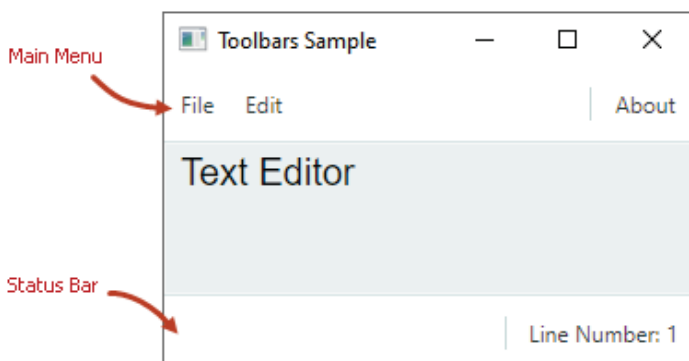 Toolbars Sample
Main Menu
File Edit About
Text Editor
Status Bar
Line Number: 1